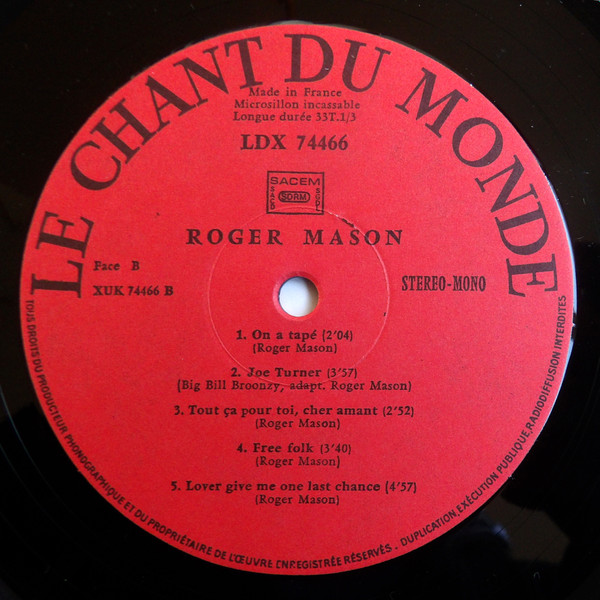 LE CHANT DU MONDE
Made in France
Microsillon incassable
Longue durée 33T.1/3
LDX 74466
SACEM
SACD SDRM SGDL
ROGER MASON
Face B
XUK 74466 B
STEREO-MONO
1. On a tapé (2'04)
(Roger Mason)
2. Joe Turner (3'57)
(Big Bill Broonzy, adapt. Roger Mason)
3. Tout ça pour toi, cher amant (2'52)
(Roger Mason)
4. Free folk (3'40)
(Roger Mason)
5. Lover give me one last chance (4'57)
(Roger Mason)
TOUS DROITS DU PRODUCTEUR PHONOGRAPHIQUE ET DU PROPRIÉTAIRE DE L'ŒUVRE ENREGISTRÉE RÉSERVÉS. DUPLICATION, EXÉCUTION PUBLIQUE, RADIODIFFUSION INTERDITES